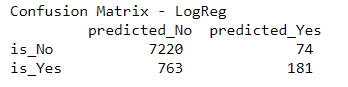 Confusion Matrix - LogReg
predicted_No predicted_Yes
is_No 7220 74
is_Yes 763 181